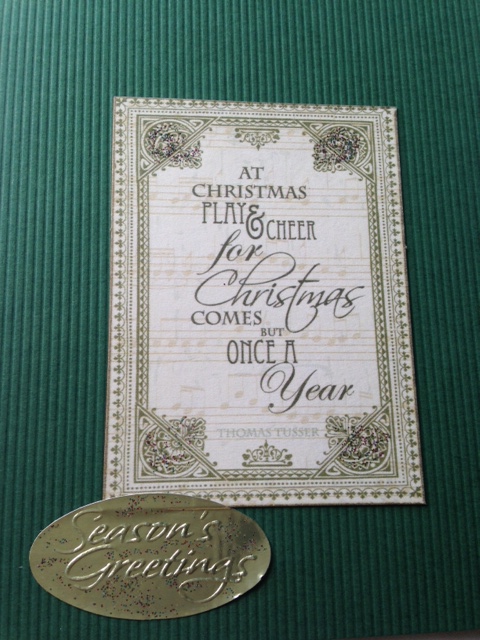 AT
CHRISTMAS
PLAY & CHEER
for
Christmas
COMES BUT
ONCE A
Year
THOMAS TUSSER
Season's
Greetings